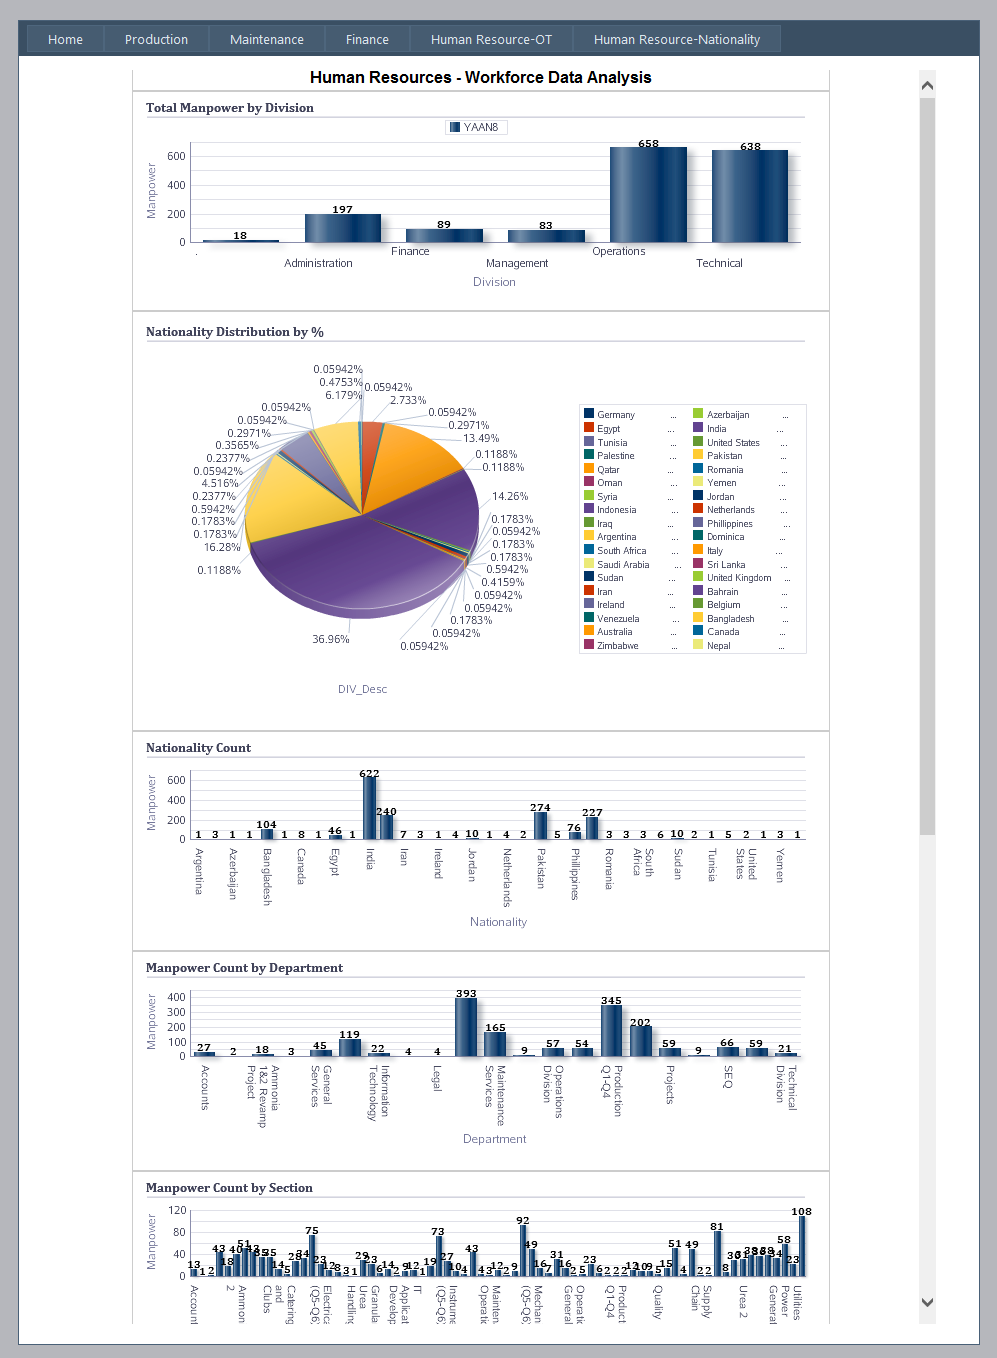 Home Production Maintenance Finance Human Resource-OT Human Resource-Nationality
Human Resources - Workforce Data Analysis
Total Manpower by Division
YAAN8
Manpower
600
400
200
0
18
197
89
83
658
638
.
Administration
Finance
Management
Operations
Technical
Division
Nationality Distribution by %
0.05942%
0.4753%
6.179%
0.05942%
2.733%
0.05942%
0.05942%
0.2971%
0.3565%
0.2377%
0.05942%
4.516%
0.2377%
0.5942%
0.1783%
0.1783%
16.28%
0.1188%
36.96%
0.05942%
0.2971%
13.49%
0.1188%
0.1188%
14.26%
0.1783%
0.05942%
0.1783%
0.1783%
0.5942%
0.4159%
0.05942%
0.05942%
0.1783%
0.05942%
0.05942%
DIV_Desc
Germany ... Azerbaijan ...
Egypt ... India ...
Tunisia ... United States ...
Palestine ... Pakistan ...
Qatar ... Romania ...
Oman ... Yemen ...
Syria ... Jordan ...
Indonesia ... Netherlands ...
Iraq ... Phillippines ...
Argentina ... Dominica ...
South Africa ... Italy ...
Saudi Arabia ... Sri Lanka ...
Sudan ... United Kingdom ...
Iran ... Bahrain ...
Ireland ... Belgium ...
Venezuela ... Bangladesh ...
Australia ... Canada ...
Zimbabwe ... Nepal ...
Nationality Count
Manpower
600
400
200
0
1 3 1 1 104 1 8 1 46 1 622 240 7 3 1 4 10 1 4 2 274 5 76 227 3 3 3 6 10 2 1 5 2 1 3 1
Argentina
Azerbaijan
Bangladesh
Canada
Egypt
India
Iran
Ireland
Jordan
Netherlands
Pakistan
Phillippines
Romania
South
Africa
Sudan
Tunisia
United
States
Yemen
Nationality
Manpower Count by Department
Manpower
400
300
200
100
0
27 2 18 3 45 119 22 4 4 393 165 9 57 54 345 202 59 9 66 59 21
Accounts
Ammonia
1&2 Revamp
Project
General
Services
Information
Technology
Legal
Maintenance
Services
Operations
Division
Production
Q1-Q4
Projects
SEQ
Technical
Division
Department
Manpower Count by Section
Manpower
120
80
40
0
13 1 2 43 18 40 51 43 35 35 14 5 28 34 75 23 12 8 3 1 29 23 6 14 2 9 12 1 19 73 27 10 4 43 4 3 12 2 9 92 49 16 7 31 16 2 5 23 6 2 2 2 12 10 9 5 15 51 4 49 2 2 81 8 58 23 108
Account
Ammon
2
Catering
and
Clubs
Electrica
(Q5-Q6)
Urea
Handling
Granula
Applicat
Develop
IT
Instrume
(Q5-Q6)
Mainten
Operatio
Mechan
(Q5-Q6)
Operatio
General
Product
Q1-Q4
Quality
Supply
Chain
Urea 2
Utilities
Power
General